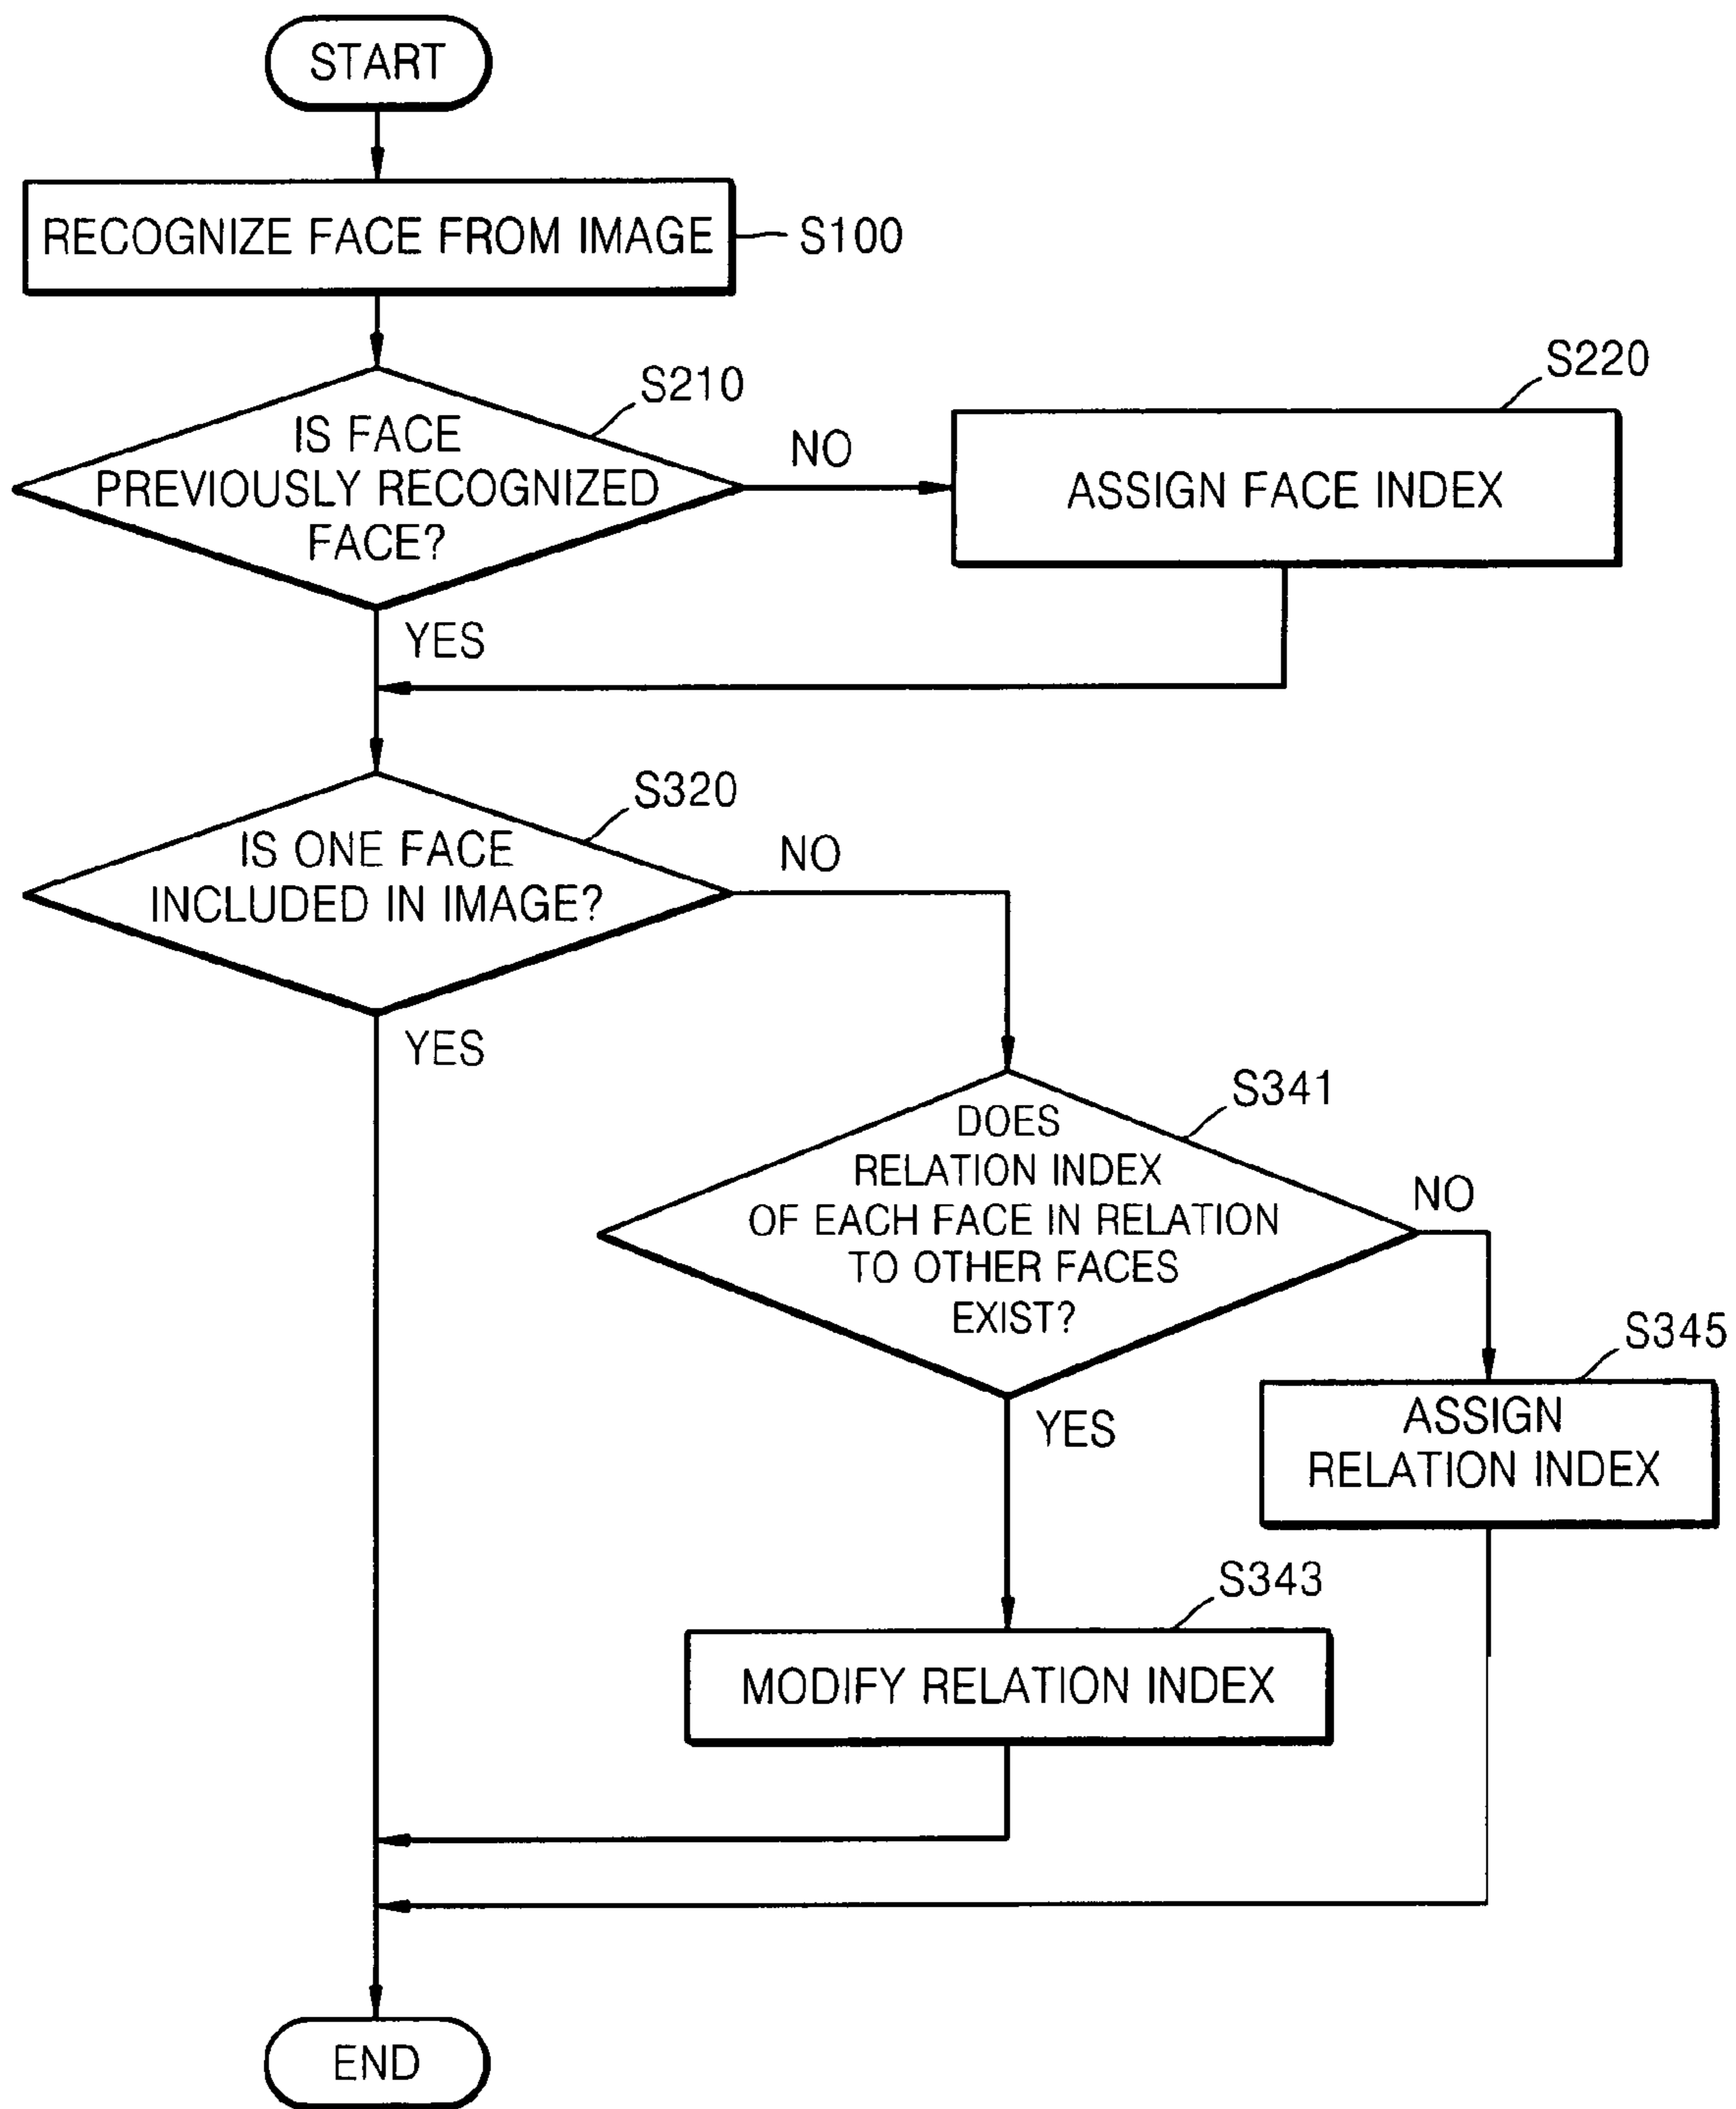 START
RECOGNIZE FACE FROM IMAGE
S100
S210
IS FACE
PREVIOUSLY RECOGNIZED
FACE?
NO
S220
ASSIGN FACE INDEX
YES
S320
IS ONE FACE
INCLUDED IN IMAGE?
NO
YES
S341
DOES
RELATION INDEX
OF EACH FACE IN RELATION
TO OTHER FACES
EXIST?
NO
S345
ASSIGN
RELATION INDEX
YES
S343
MODIFY RELATION INDEX
END